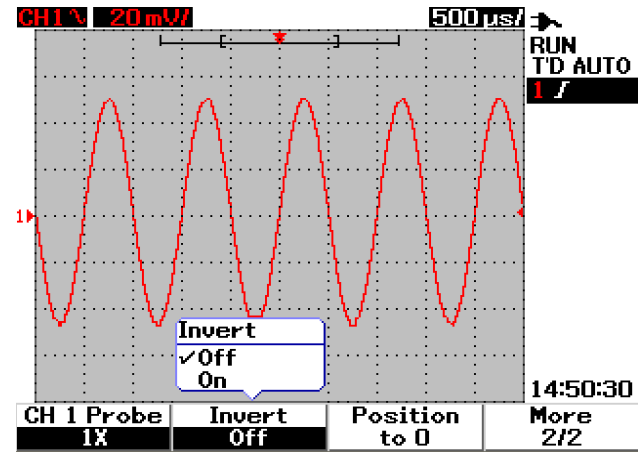 CH1 20 mV/ 500 µs/
RUN
T'D AUTO
1
1
Invert
✓Off
On
14:50:30
CH 1 Probe Invert Position More
1X Off to 0 2/2